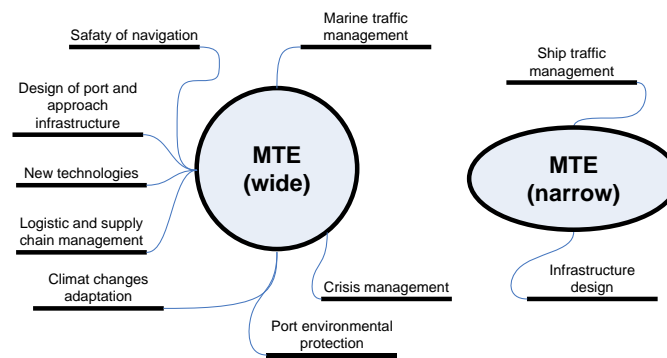 Safaty of navigation
Marine traffic
management
Design of port and
approach
infrastructure
New technologies
Logistic and supply
chain management
Climat changes
adaptation
MTE
(wide)
Crisis management
Port environmental
protection
Ship traffic
management
MTE
(narrow)
Infrastructure
design